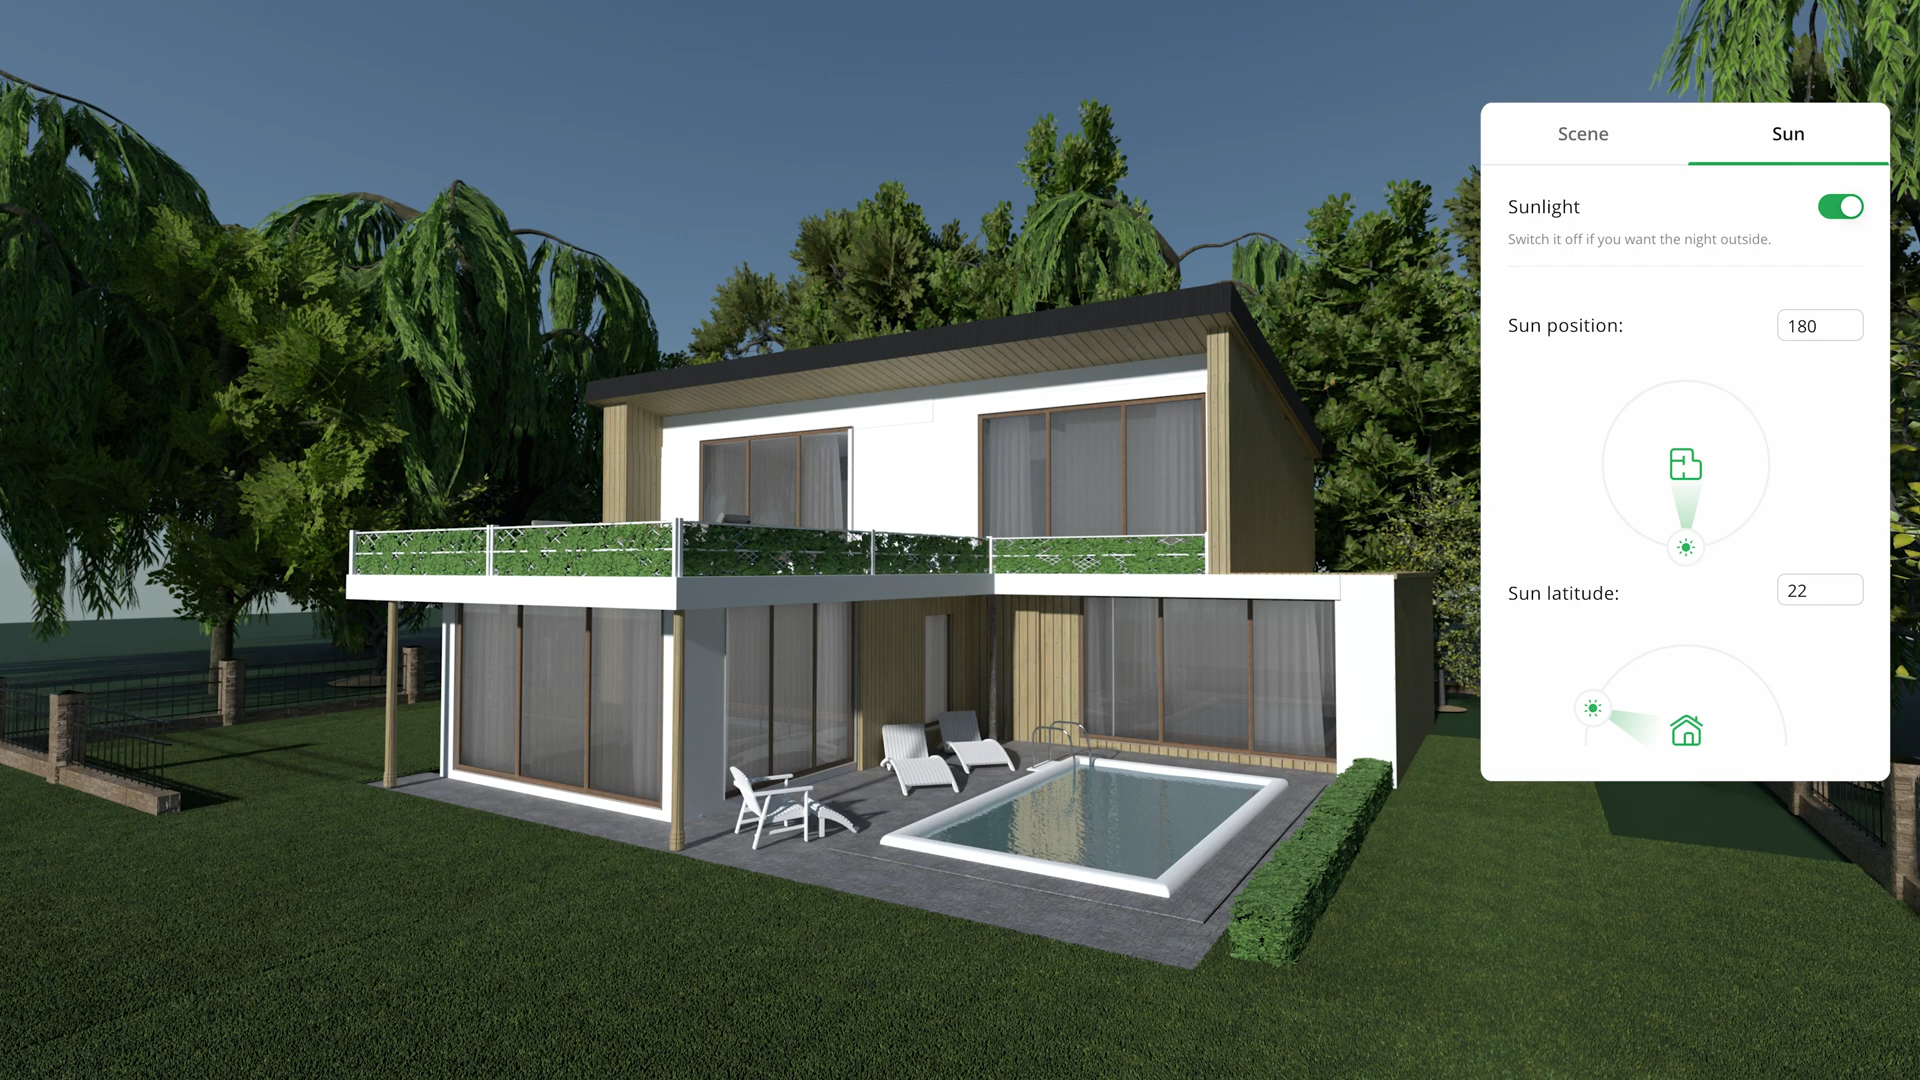 Scene
Sun
Sunlight
Switch it off if you want the night outside.
Sun position:
180
Sun latitude:
22